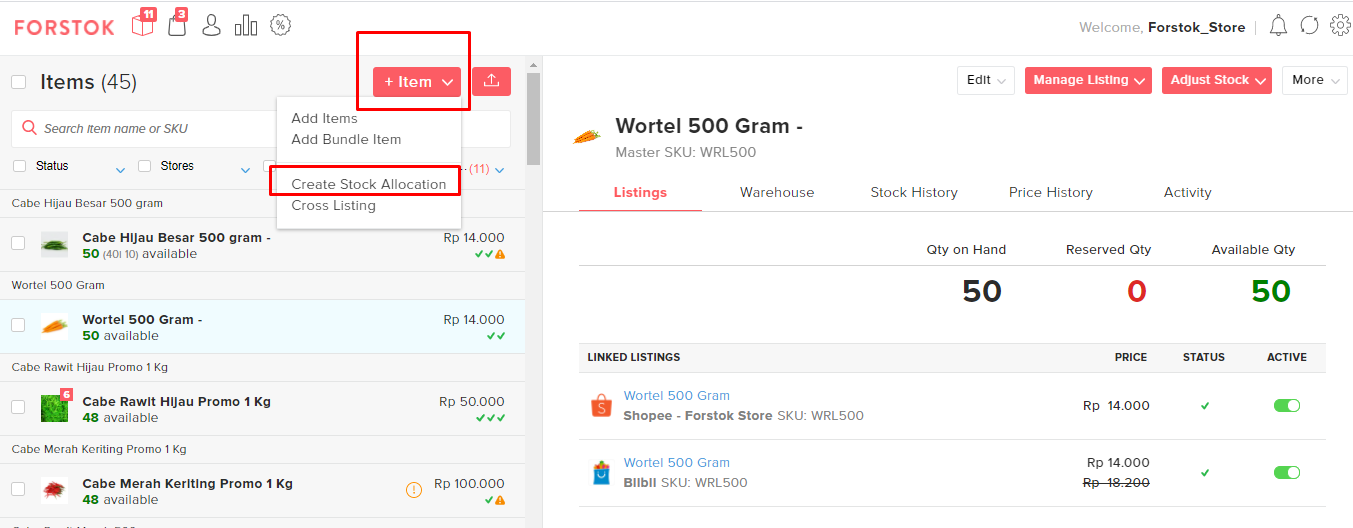 FORSTOK
11
3
Welcome, Forstok_Store
Items (45)
+ Item
Search Item name or SKU
Add Items
Add Bundle Item
Create Stock Allocation
Cross Listing
Status
Stores
(11)
Cabe Hijau Besar 500 gram
Cabe Hijau Besar 500 gram -
Rp 14.000
50 (40| 10) available
Wortel 500 Gram
Wortel 500 Gram -
Rp 14.000
50 available
Cabe Rawit Hijau Promo 1 Kg
6
Cabe Rawit Hijau Promo 1 Kg
Rp 50.000
48 available
Cabe Merah Keriting Promo 1 Kg
Cabe Merah Keriting Promo 1 Kg
Rp 100.000
48 available
Edit
Manage Listing
Adjust Stock
More
Wortel 500 Gram -
Master SKU: WRL500
Listings
Warehouse
Stock History
Price History
Activity
Qty on Hand
Reserved Qty
Available Qty
50
0
50
LINKED LISTINGS
PRICE
STATUS
ACTIVE
Wortel 500 Gram
Shopee - Forstok Store SKU: WRL500
Rp 14.000
Wortel 500 Gram
Blibli SKU: WRL500
Rp 14.000
Rp 18.200